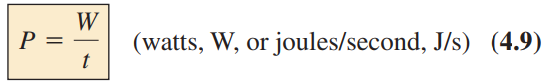 P = W/t (watts, W, or joules/second, J/s) (4.9)